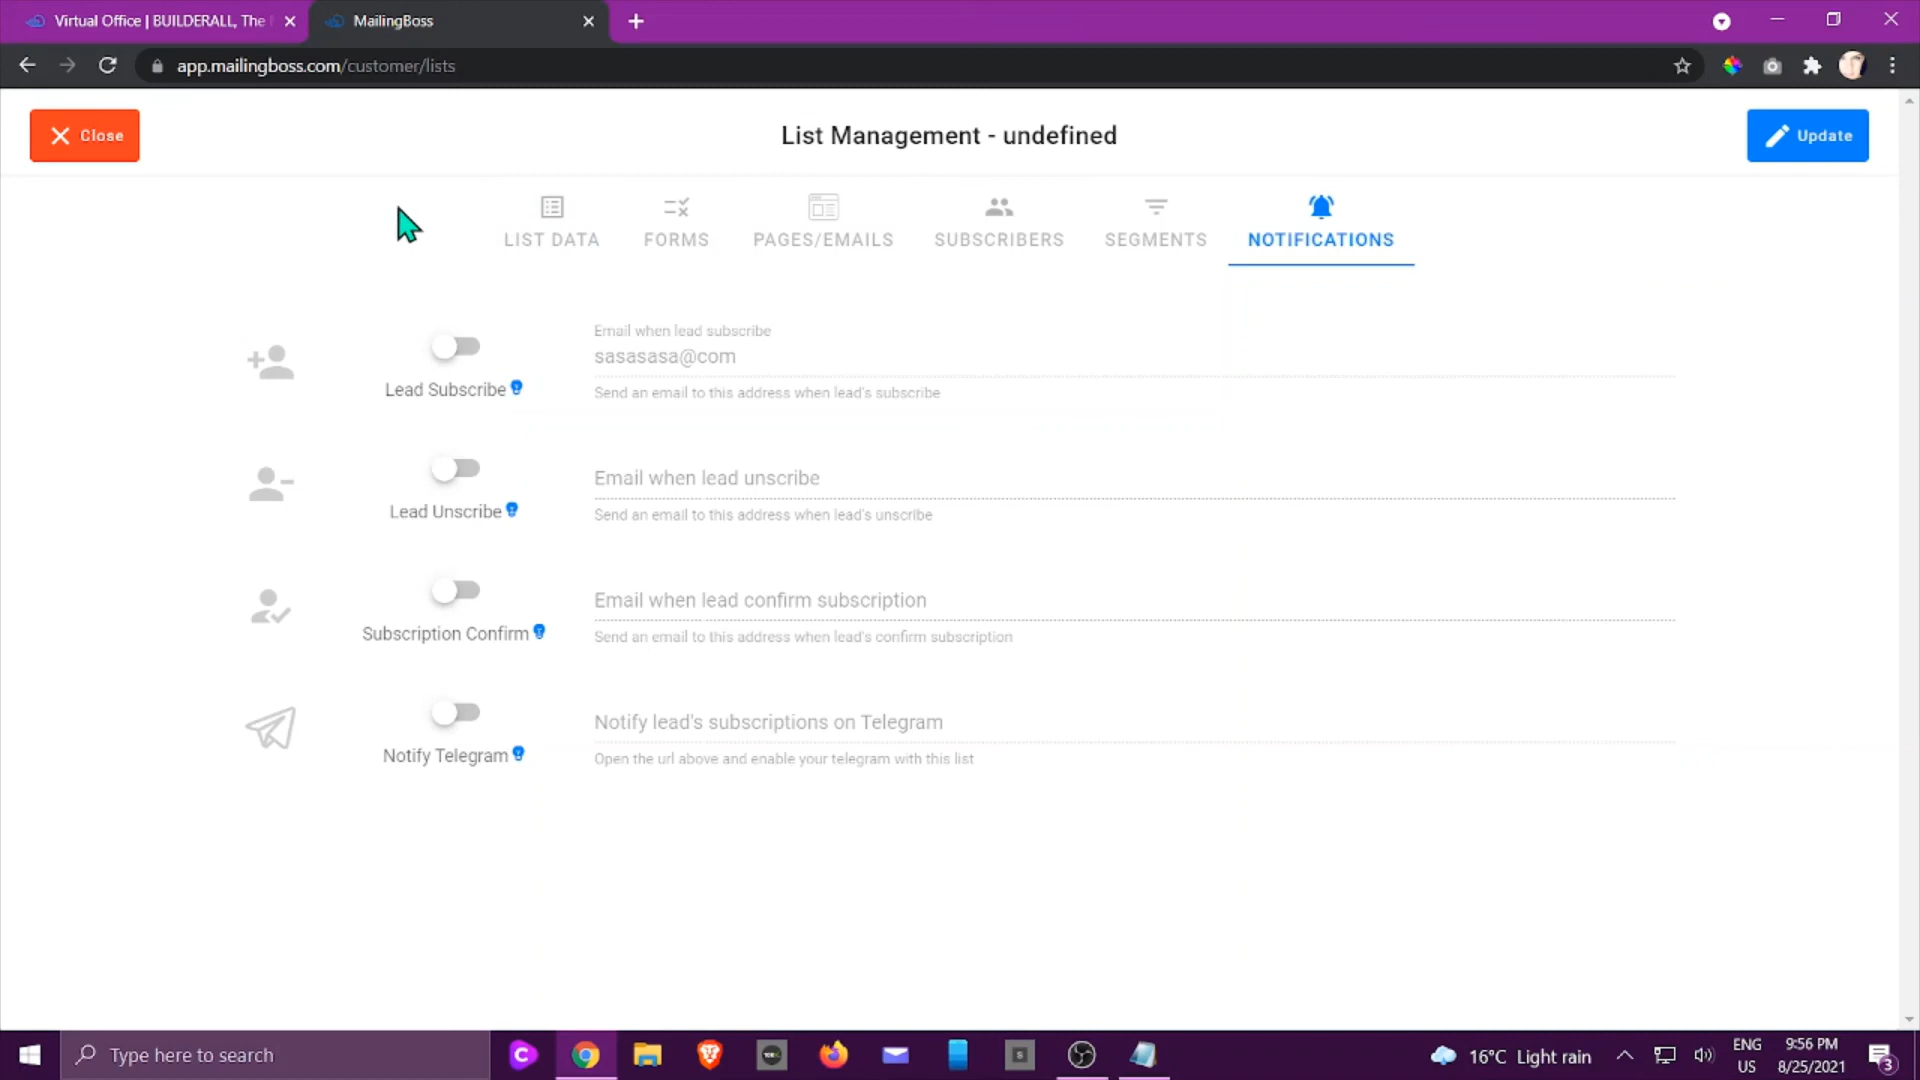 Virtual Office | BUILDERALL, The
MailingBoss
app.mailingboss.com/customer/lists
Close
List Management - undefined
Update
LIST DATA
FORMS
PAGES/EMAILS
SUBSCRIBERS
SEGMENTS
NOTIFICATIONS
Email when lead subscribe
sasasasa@com
Lead Subscribe
Send an email to this address when lead's subscribe
Email when lead unscribe
Lead Unscribe
Send an email to this address when lead's unscribe
Email when lead confirm subscription
Subscription Confirm
Send an email to this address when lead's confirm subscription
Notify lead's subscriptions on Telegram
Notify Telegram
Open the url above and enable your telegram with this list
Type here to search
16°C Light rain
ENG
US
9:56 PM
8/25/2021
3